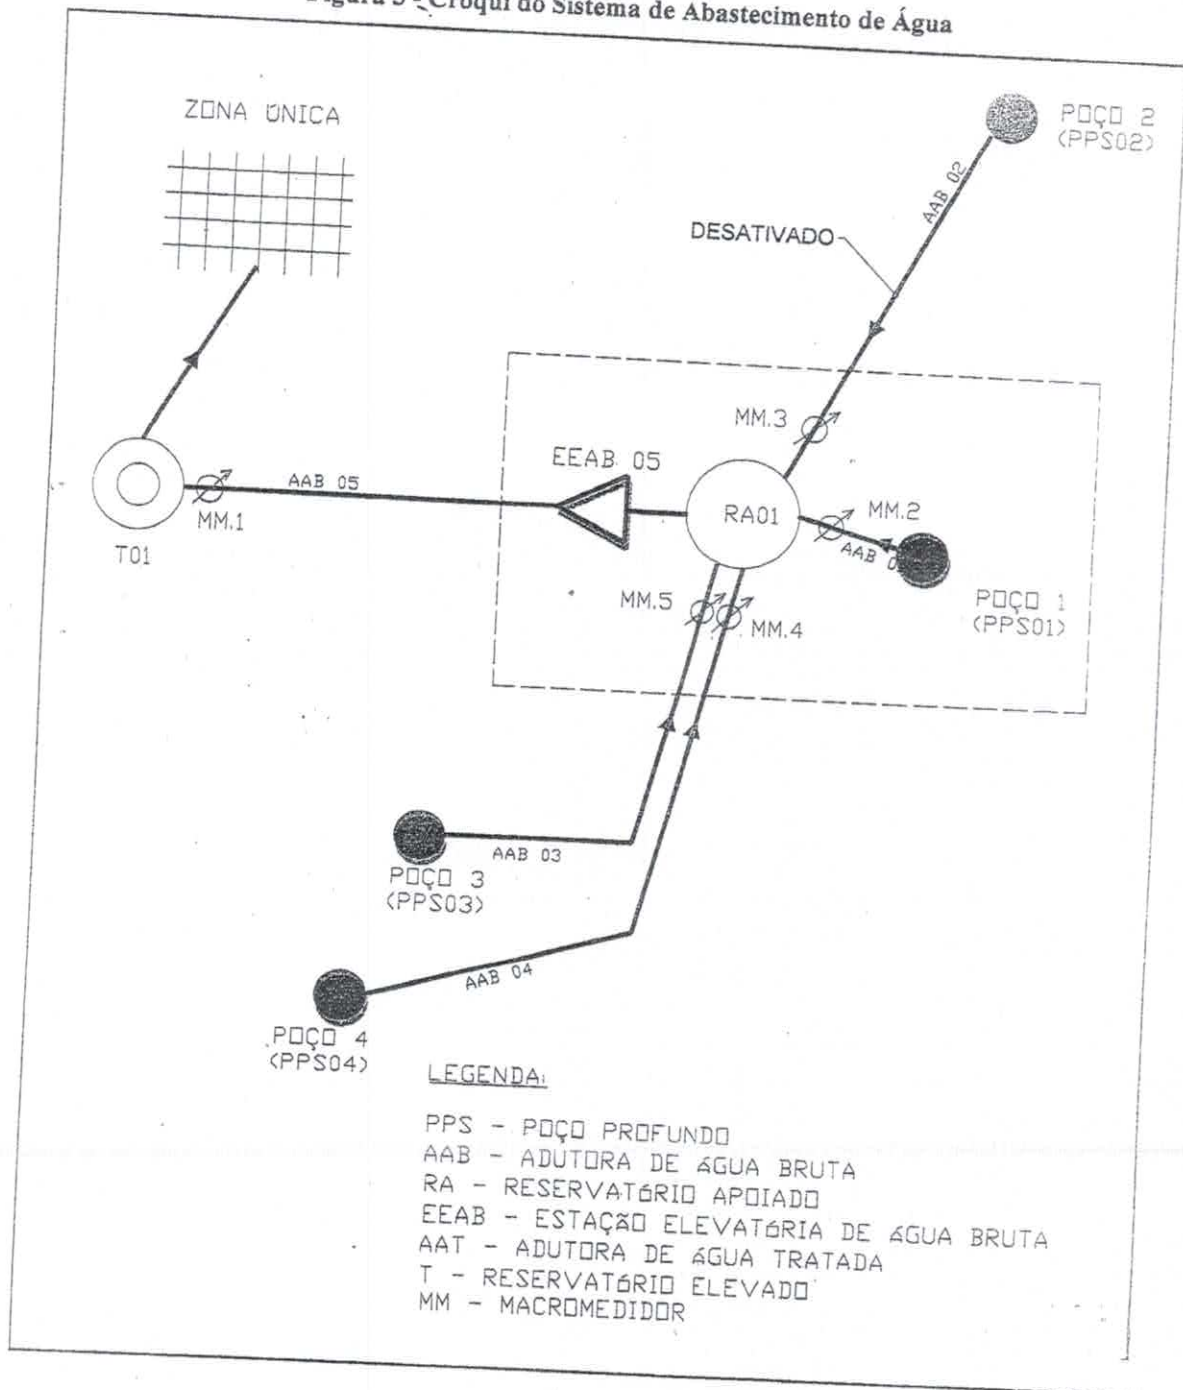 Figura 3 - Croqui do Sistema de Abastecimento de Água
ZONA ÚNICA
POÇO 2
(PPS02)
AAB 02
DESATIVADO
MM.3
EEAB 05
AAB 05
RA01
MM.2
MM.1
AAB
T01
MM.5
POÇO 1
(PPS01)
MM.4
AAB 03
POÇO 3
(PPS03)
AAB 04
POÇO 4
(PPS04)
LEGENDA:
PPS - POÇO PROFUNDO
AAB - ADUTORA DE ÁGUA BRUTA
RA - RESERVATÓRIO APOIADO
EEAB - ESTAÇÃO ELEVATÓRIA DE ÁGUA BRUTA
AAT - ADUTORA DE ÁGUA TRATADA
T - RESERVATÓRIO ELEVADO
MM - MACROMEDIDOR